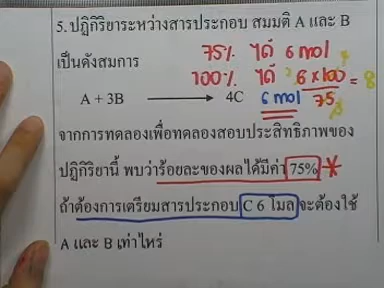 5. ปฏิกิริยาระหว่างสารประกอบ สมมติ A และ B
เป็นดังสมการ
75% ได้ 6 mol
100% ได้ 6 x 100 = 8
75
A + 3B → 4C 6 mol
จากการทดลองเพื่อทดลองสอบประสิทธิภาพของ
ปฏิกิริยานี้ พบว่าร้อยละของผลได้มีค่า 75% *
ถ้าต้องการเตรียมสารประกอบ C 6 โมล จะต้องใช้
A และ B เท่าไหร่